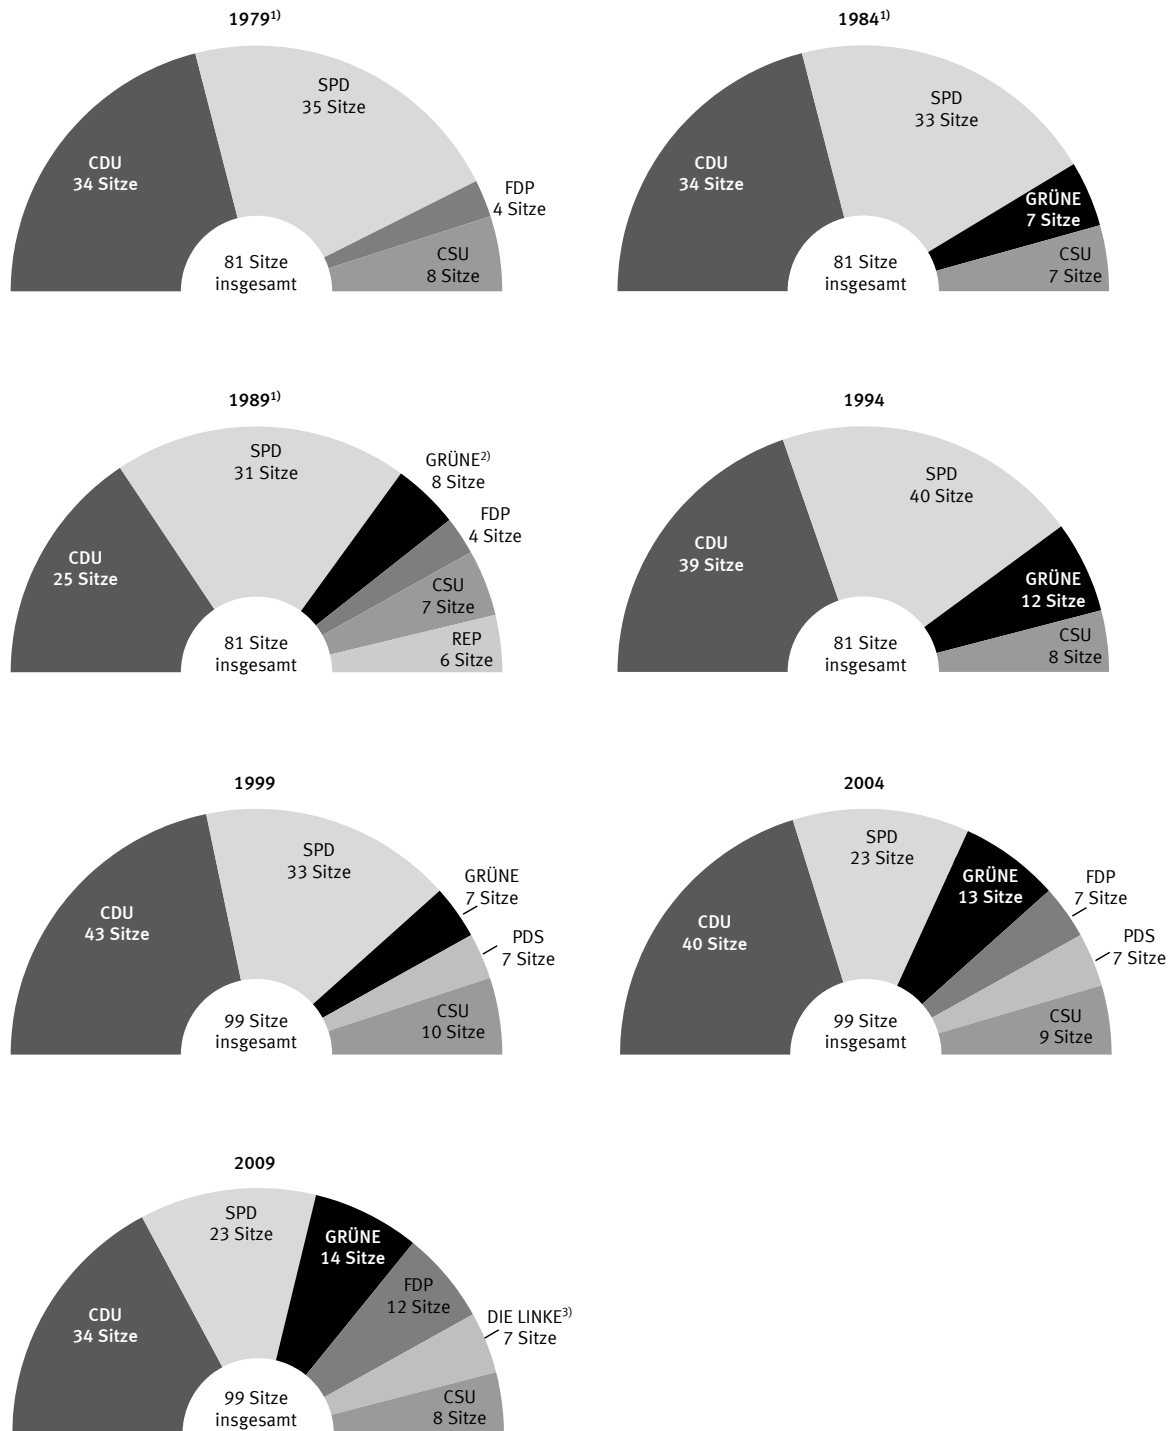 1979¹⁾
SPD
35 Sitze
CDU
34 Sitze
FDP
4 Sitze
CSU
8 Sitze
81 Sitze
insgesamt
1984¹⁾
SPD
33 Sitze
CDU
34 Sitze
GRÜNE
7 Sitze
CSU
7 Sitze
81 Sitze
insgesamt
1989¹⁾
SPD
31 Sitze
GRÜNE²⁾
8 Sitze
FDP
4 Sitze
CDU
25 Sitze
CSU
7 Sitze
REP
6 Sitze
81 Sitze
insgesamt
1994
SPD
40 Sitze
CDU
39 Sitze
GRÜNE
12 Sitze
CSU
8 Sitze
81 Sitze
insgesamt
1999
SPD
33 Sitze
GRÜNE
7 Sitze
CDU
43 Sitze
PDS
7 Sitze
CSU
10 Sitze
99 Sitze
insgesamt
2004
SPD
23 Sitze
GRÜNE
13 Sitze
FDP
7 Sitze
CDU
40 Sitze
PDS
7 Sitze
CSU
9 Sitze
99 Sitze
insgesamt
2009
SPD
23 Sitze
GRÜNE
14 Sitze
FDP
12 Sitze
CDU
34 Sitze
DIE LINKE³⁾
7 Sitze
CSU
8 Sitze
99 Sitze
insgesamt